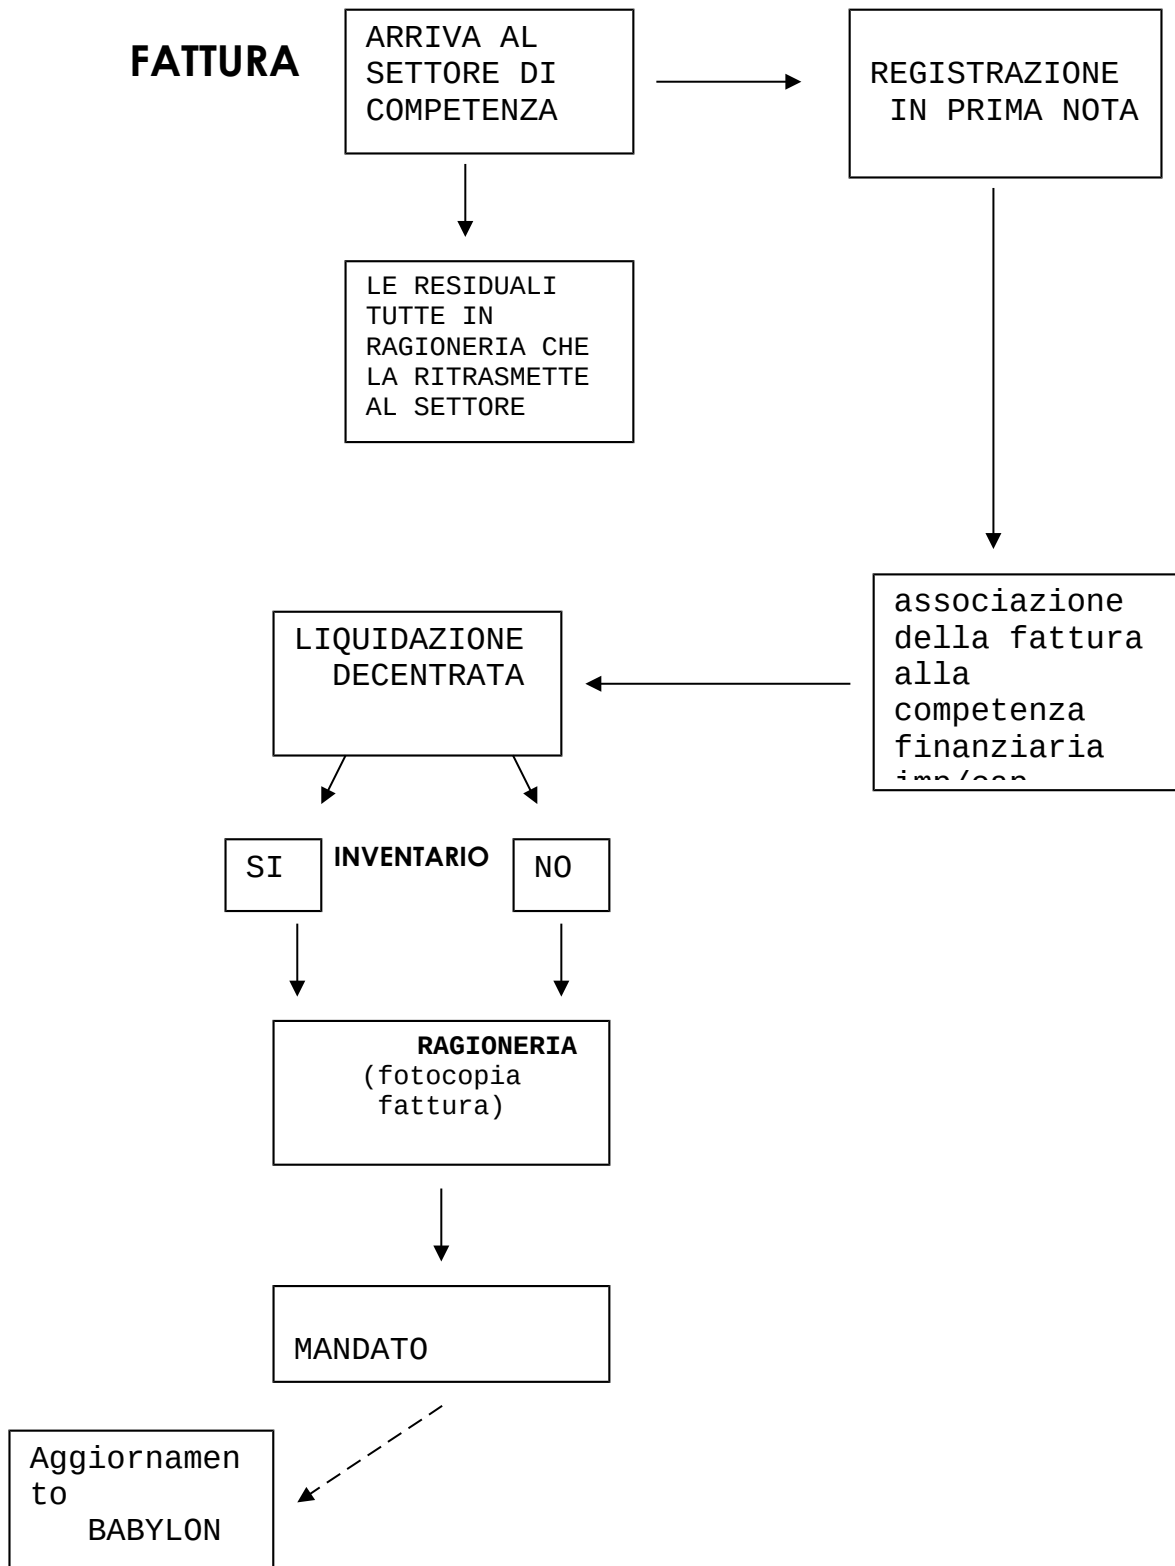 FATTURA
ARRIVA AL
SETTORE DI
COMPETENZA
REGISTRAZIONE
IN PRIMA NOTA
LE RESIDUALI
TUTTE IN
RAGIONERIA CHE
LA RITRASMETTE
AL SETTORE
associazione
della fattura
alla
competenza
finanziaria
LIQUIDAZIONE
DECENTRATA
SI
INVENTARIO
NO
RAGIONERIA
(fotocopia
fattura)
MANDATO
Aggiornamen
to
BABYLON